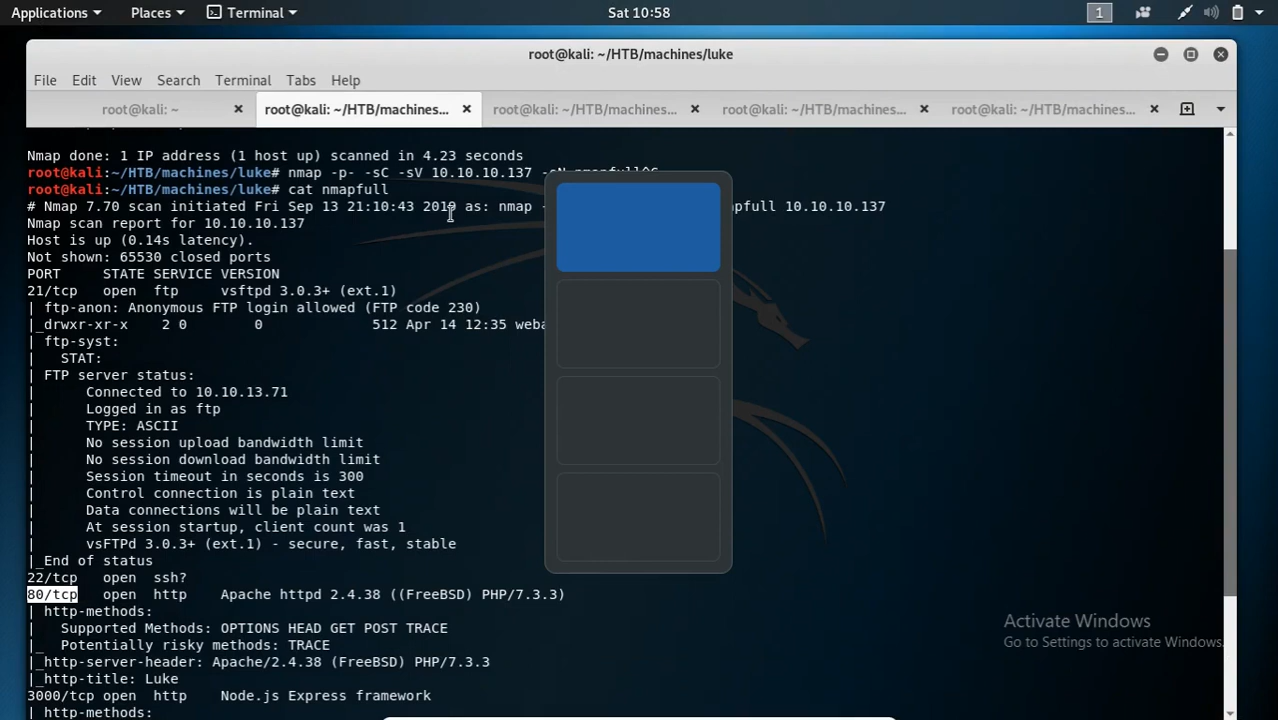 Applications Places Terminal Sat 10:58 1
root@kali: ~/HTB/machines/luke
File Edit View Search Terminal Tabs Help
root@kali: ~ root@kali: ~/HTB/machines... root@kali: ~/HTB/machines... root@kali: ~/HTB/machines... root@kali: ~/HTB/machines...
Nmap done: 1 IP address (1 host up) scanned in 4.23 seconds
root@kali:~/HTB/machines/luke# nmap -p- -sC -sV 10.10.10.137
root@kali:~/HTB/machines/luke# cat nmapfull
# Nmap 7.70 scan initiated Fri Sep 13 21:10:43 2019 as: nmap - pfull 10.10.10.137
Nmap scan report for 10.10.10.137
Host is up (0.14s latency).
Not shown: 65530 closed ports
PORT STATE SERVICE VERSION
21/tcp open ftp vsftpd 3.0.3+ (ext.1)
| ftp-anon: Anonymous FTP login allowed (FTP code 230)
|_drwxr-xr-x 2 0 0 512 Apr 14 12:35 weba
| ftp-syst:
| STAT:
| FTP server status:
| Connected to 10.10.13.71
| Logged in as ftp
| TYPE: ASCII
| No session upload bandwidth limit
| No session download bandwidth limit
| Session timeout in seconds is 300
| Control connection is plain text
| Data connections will be plain text
| At session startup, client count was 1
| vsFTPd 3.0.3+ (ext.1) - secure, fast, stable
|_End of status
22/tcp open ssh?
80/tcp open http Apache httpd 2.4.38 ((FreeBSD) PHP/7.3.3)
| http-methods:
| Supported Methods: OPTIONS HEAD GET POST TRACE
|_ Potentially risky methods: TRACE
|_http-server-header: Apache/2.4.38 (FreeBSD) PHP/7.3.3
|_http-title: Luke
3000/tcp open http Node.js Express framework
| http-methods:
Activate Windows
Go to Settings to activate Windows.